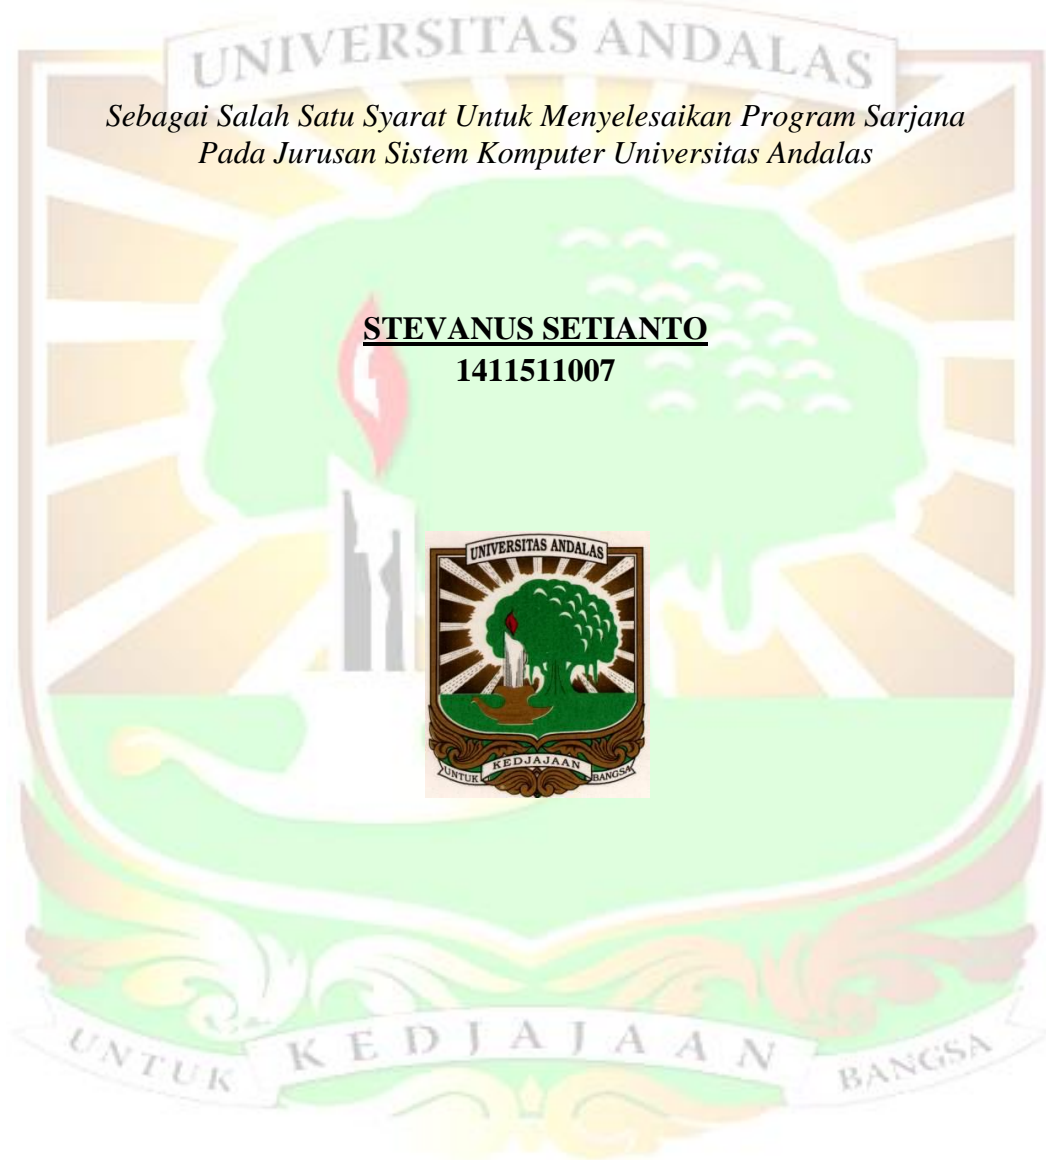 UNIVERSITAS ANDALAS
Sebagai Salah Satu Syarat Untuk Menyelesaikan Program Sarjana
Pada Jurusan Sistem Komputer Universitas Andalas
STEVANUS SETIANTO
1411511007
UNIVERSITAS ANDALAS
UNTUK KEDJAJAAN BANGSA
UNTUK KEDJAJAAN BANGSA